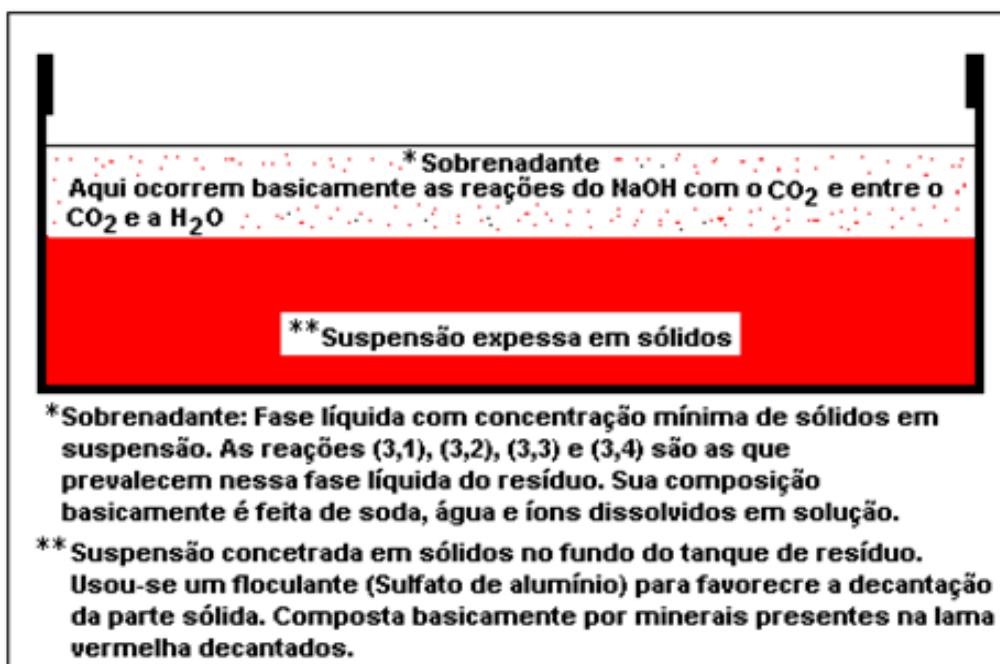 *Sobrenadante
Aqui ocorrem basicamente as reações do NaOH com o CO2 e entre o
CO2 e a H2O
**Suspensão expessa em sólidos
*Sobrenadante: Fase líquida com concentração mínima de sólidos em
suspensão. As reações (3,1), (3,2), (3,3) e (3,4) são as que
prevalecem nessa fase líquida do resíduo. Sua composição
basicamente é feita de soda, água e íons dissolvidos em solução.
**Suspensão concetrada em sólidos no fundo do tanque de resíduo.
Usou-se um floculante (Sulfato de alumínio) para favorecre a decantação
da parte sólida. Composta basicamente por minerais presentes na lama
vermelha decantados.